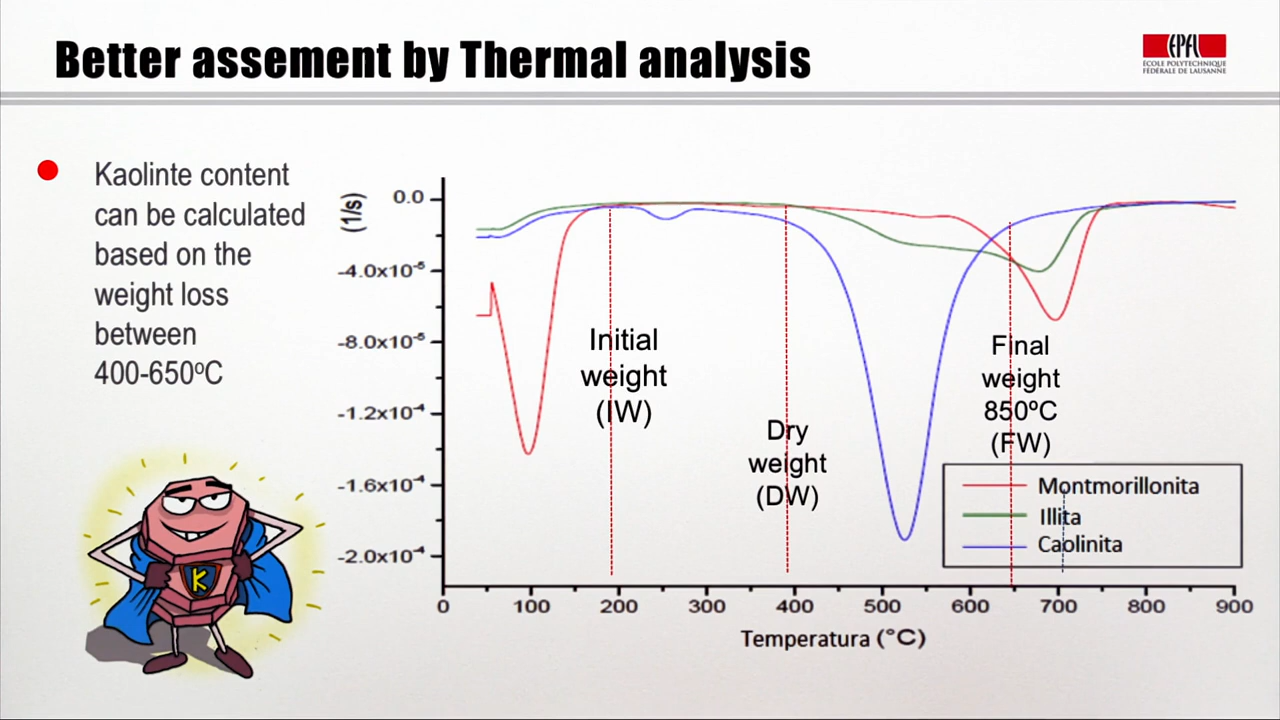 Better assement by Thermal analysis
EPFL
ÉCOLE POLYTECHNIQUE
FÉDÉRALE DE LAUSANNE
Kaolinte content
can be calculated
based on the
weight loss
between
400-650ºC
K
(1/s)
0.0
-4.0x10⁻⁵
-8.0x10⁻⁵
-1.2x10⁻⁴
-1.6x10⁻⁴
-2.0x10⁻⁴
Initial
weight
(IW)
Dry
weight
(DW)
Final
weight
850ºC
(FW)
Montmorillonita
Illita
Caolinita
0 100 200 300 400 500 600 700 800 900
Temperatura (°C)